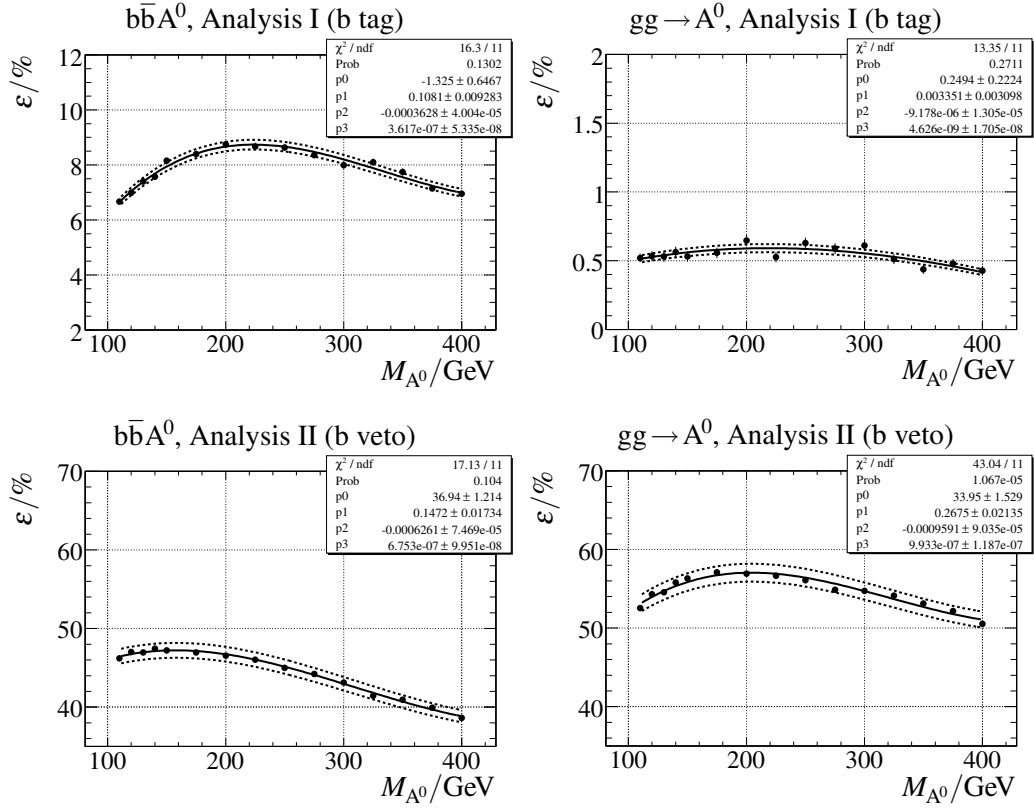 bb̅A⁰, Analysis I (b tag)
χ² / ndf 16.3 / 11
Prob 0.1302
p0 -1.325 ± 0.6467
p1 0.1081 ± 0.009283
p2 -0.0003628 ± 4.004e-05
p3 3.617e-07 ± 5.335e-08
ε/%
12
10
8
6
4
2
100 200 300 400
M_A⁰/GeV
gg→A⁰, Analysis I (b tag)
χ² / ndf 13.35 / 11
Prob 0.2711
p0 0.2494 ± 0.2224
p1 0.003351 ± 0.003098
p2 -9.178e-06 ± 1.305e-05
p3 4.626e-09 ± 1.705e-08
ε/%
2
1.5
1
0.5
0
100 200 300 400
M_A⁰/GeV
bb̅A⁰, Analysis II (b veto)
χ² / ndf 17.13 / 11
Prob 0.104
p0 36.94 ± 1.214
p1 0.1472 ± 0.01734
p2 -0.0006261 ± 7.469e-05
p3 6.753e-07 ± 9.951e-08
ε/%
70
60
50
40
100 200 300 400
M_A⁰/GeV
gg→A⁰, Analysis II (b veto)
χ² / ndf 43.04 / 11
Prob 1.067e-05
p0 33.95 ± 1.529
p1 0.2675 ± 0.02135
p2 -0.0009591 ± 9.035e-05
p3 9.933e-07 ± 1.187e-07
ε/%
70
60
50
40
100 200 300 400
M_A⁰/GeV